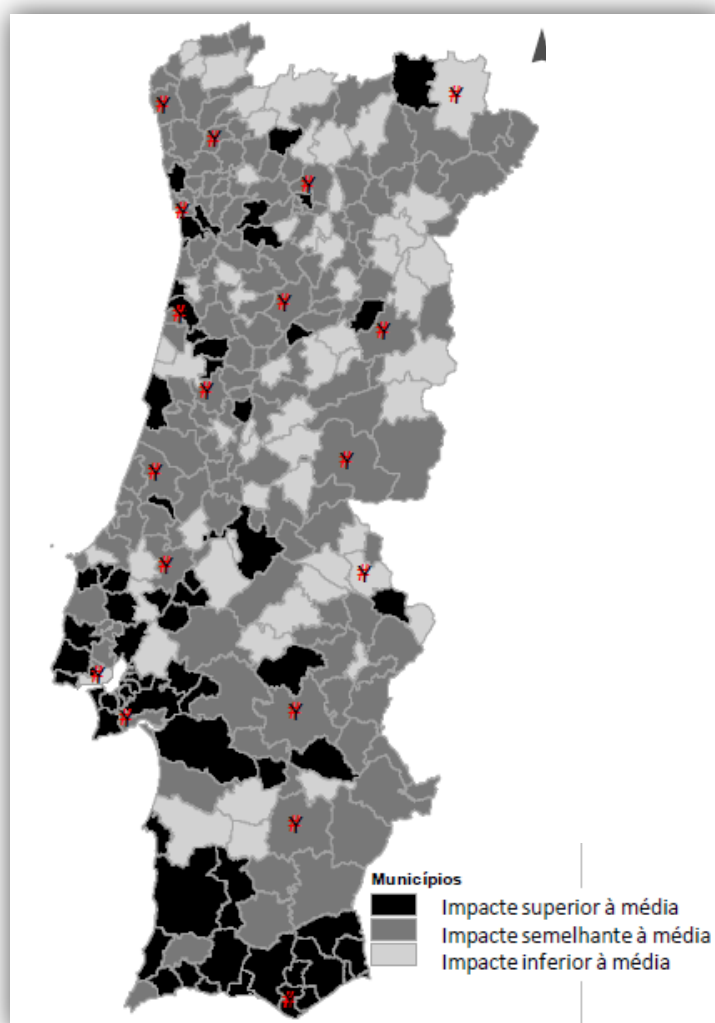 Municípios
Impacte superior à média
Impacte semelhante à média
Impacte inferior à média